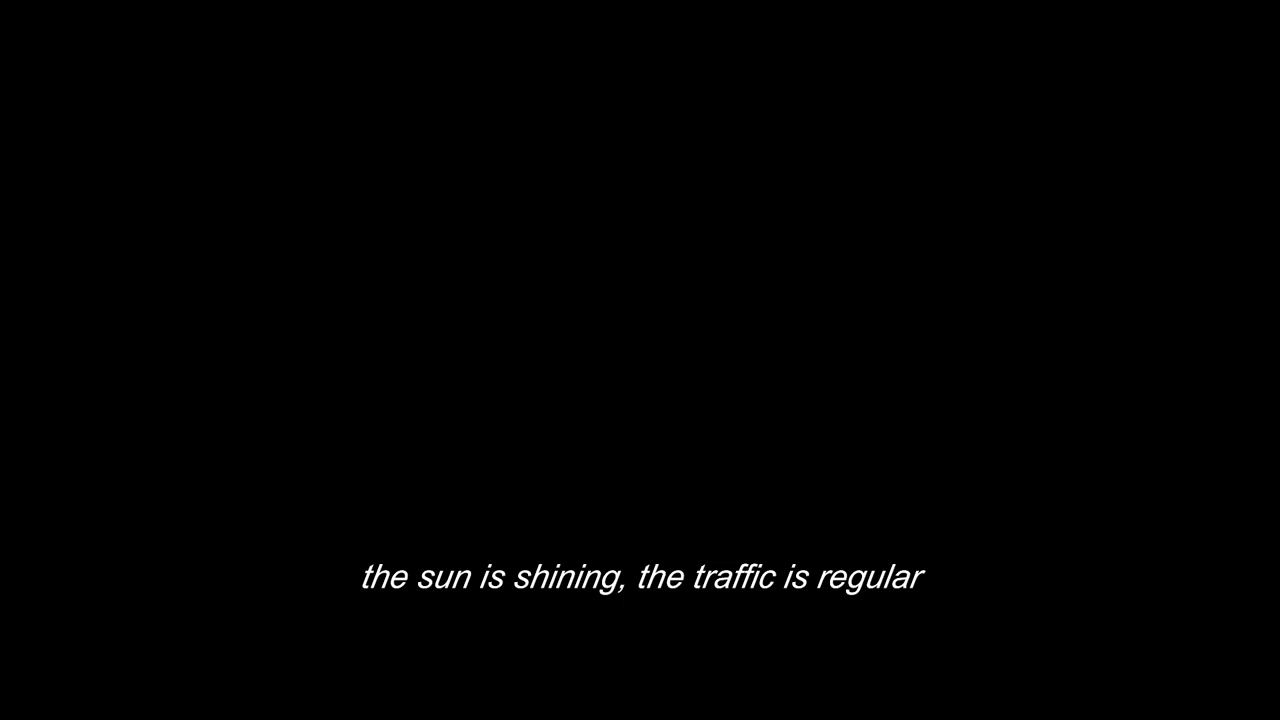 the sun is shining, the traffic is regular